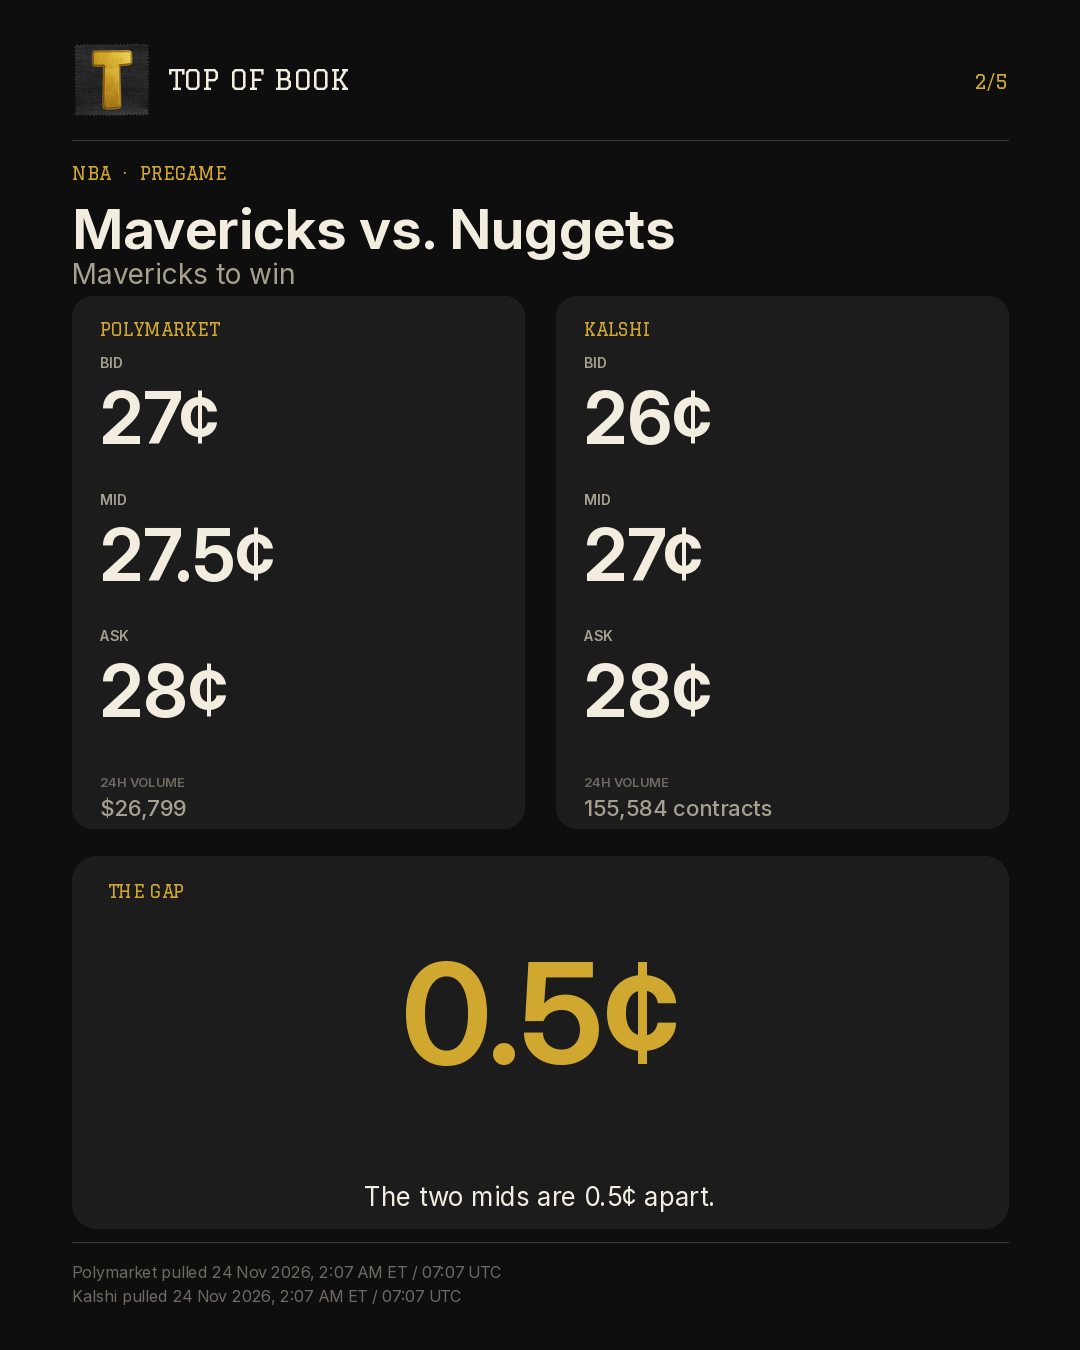 T
TOP OF BOOK
2/5
NBA · PREGAME
Mavericks vs. Nuggets
Mavericks to win
POLYMARKET
BID
27¢
MID
27.5¢
ASK
28¢
24H VOLUME
$26,799
KALSHI
BID
26¢
MID
27¢
ASK
28¢
24H VOLUME
155,584 contracts
THE GAP
0.5¢
The two mids are 0.5¢ apart.
Polymarket pulled 24 Nov 2026, 2:07 AM ET / 07:07 UTC
Kalshi pulled 24 Nov 2026, 2:07 AM ET / 07:07 UTC